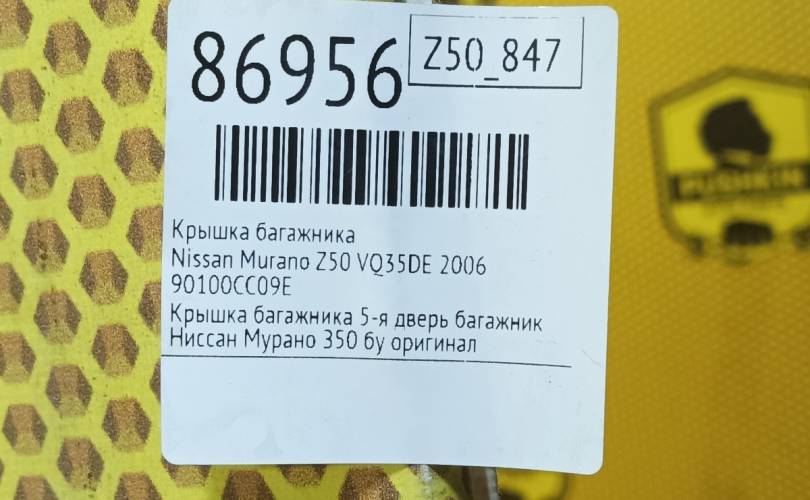 86956
Z50_847
Крышка багажника
Nissan Murano Z50 VQ35DE 2006
90100CC09E
Крышка багажника 5-я дверь багажник
Ниссан Мурано 350 бу оригинал
PUSHKIN